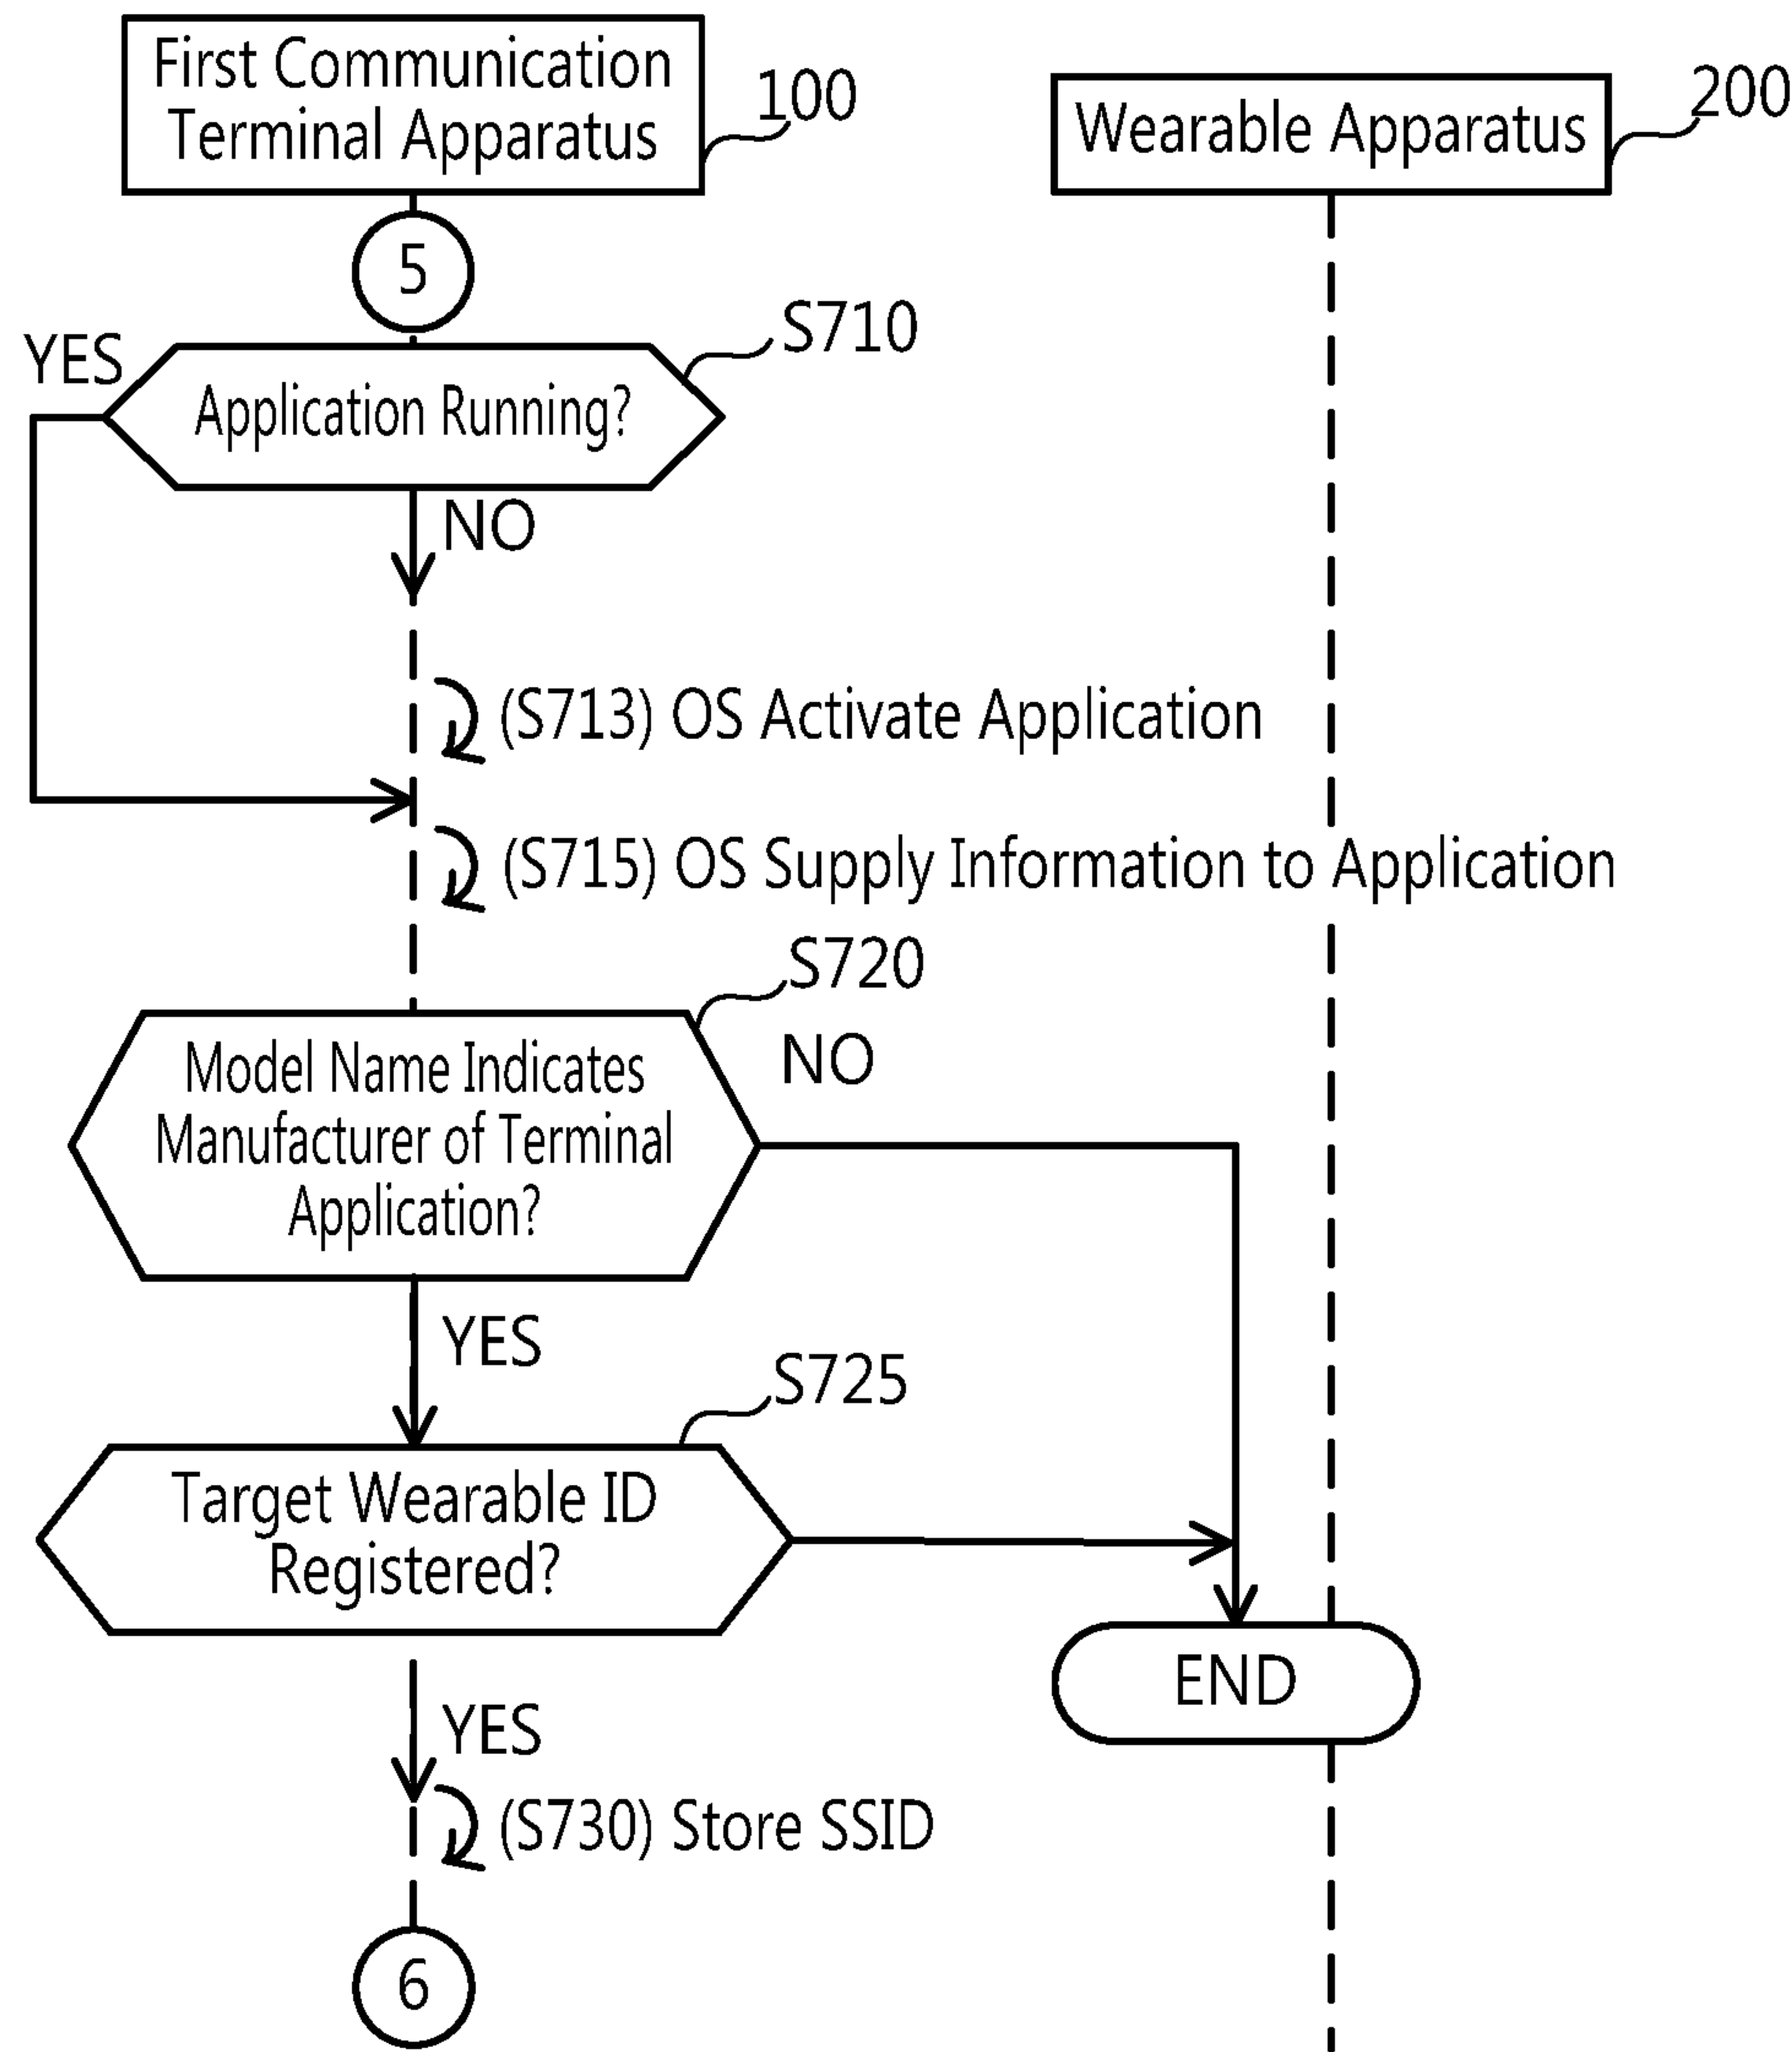 First Communication
Terminal Apparatus
100
Wearable Apparatus
200
5
S710
YES
Application Running?
NO
(S713) OS Activate Application
(S715) OS Supply Information to Application
S720
NO
Model Name Indicates
Manufacturer of Terminal
Application?
YES
S725
Target Wearable ID
Registered?
END
YES
(S730) Store SSID
6